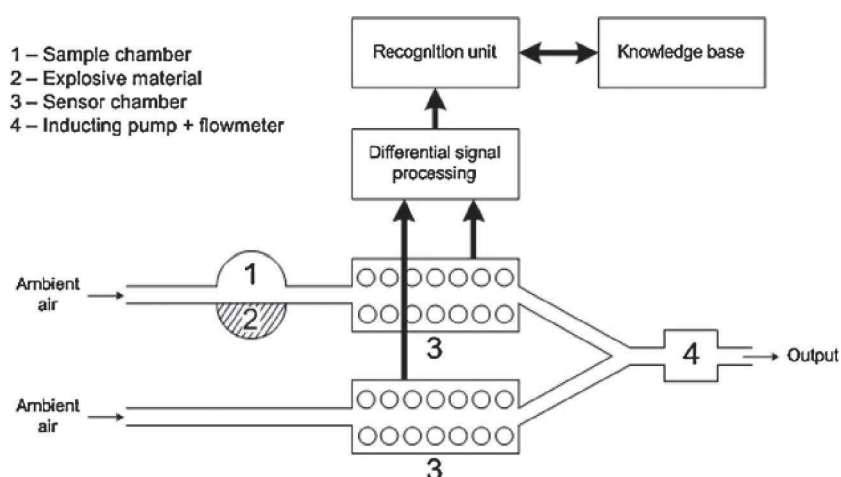 1 – Sample chamber
2 – Explosive material
3 – Sensor chamber
4 – Inducting pump + flowmeter
Recognition unit
Knowledge base
Differential signal
processing
Ambient
air
1
2
3
4
Output
Ambient
air
3